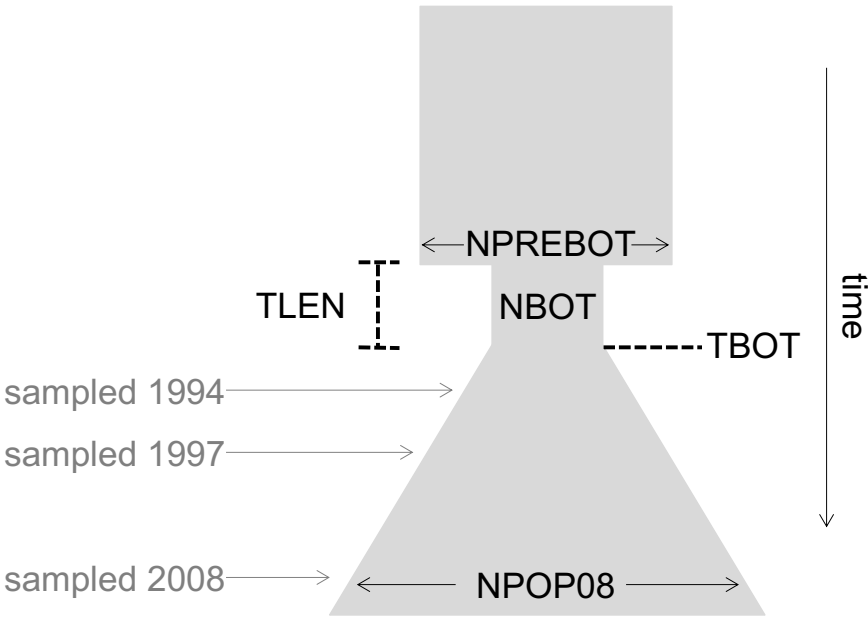 NPREBOT
TLEN
NBOT
time
TBOT
sampled 1994
sampled 1997
sampled 2008
NPOP08